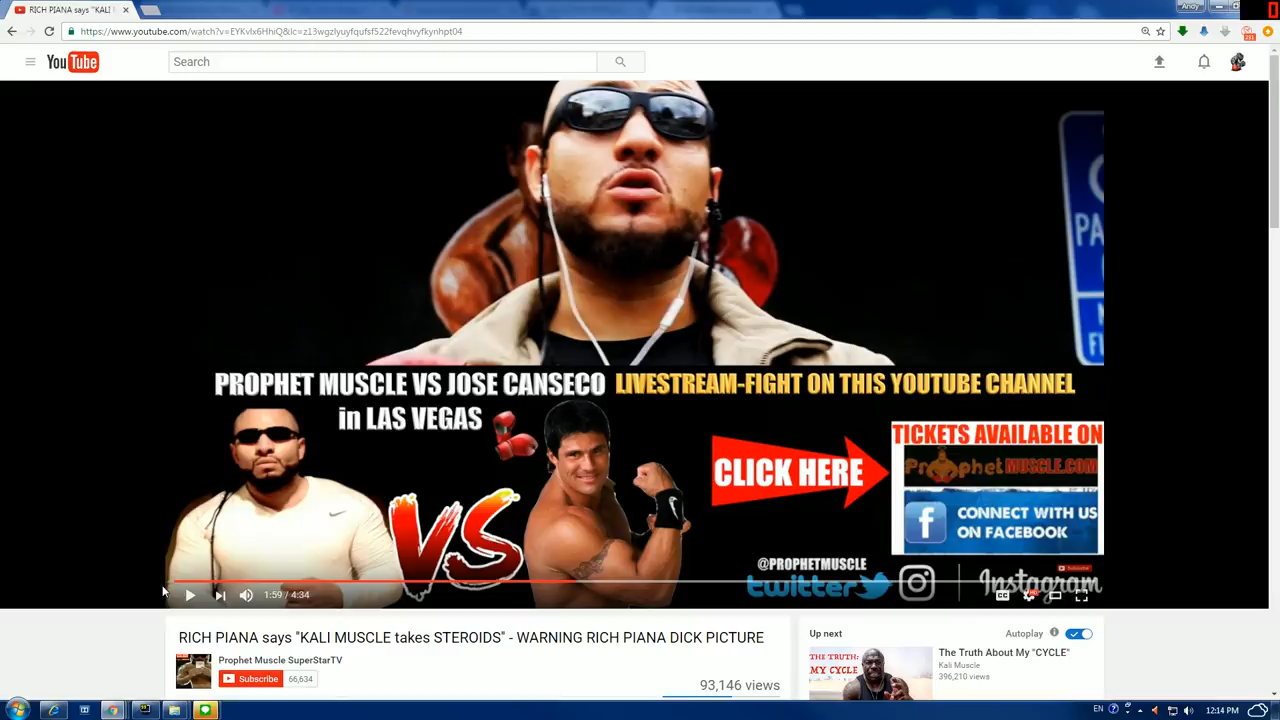 RICH PIANA says "KALI
Andy
https://www.youtube.com/watch?v=EYKvlx6HhiQ&lc=z13wgzlyuyfqufsf522fevqhvyfkynhpt04
YouTube
Search
PA
PROPHET MUSCLE VS JOSE CANSECO LIVESTREAM-FIGHT ON THIS YOUTUBE CHANNEL
in LAS VEGAS
TICKETS AVAILABLE ON
CLICK HERE
ProphetMUSCLE.COM
VS
CONNECT WITH US
ON FACEBOOK
@PROPHETMUSCLE
twitter
Instagram
1:59 / 4:34
CC
RICH PIANA says "KALI MUSCLE takes STEROIDS" - WARNING RICH PIANA DICK PICTURE
Prophet Muscle SuperStarTV
Subscribe 66,634
93,146 views
Up next
Autoplay
THE TRUTH:
MY CYCLE
The Truth About My "CYCLE"
Kali Muscle
396,210 views
EN
12:14 PM